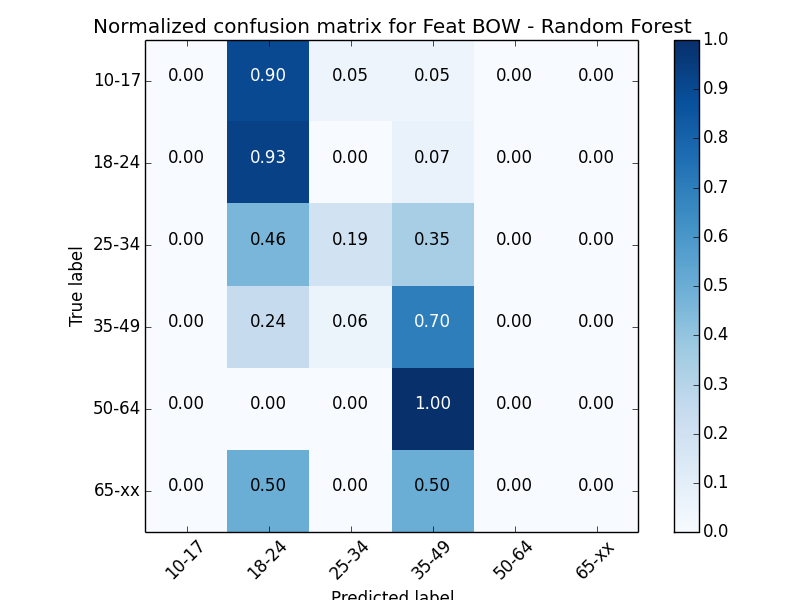 Normalized confusion matrix for Feat BOW - Random Forest
10-17 0.00 0.90 0.05 0.05 0.00 0.00
18-24 0.00 0.93 0.00 0.07 0.00 0.00
25-34 0.00 0.46 0.19 0.35 0.00 0.00
35-49 0.00 0.24 0.06 0.70 0.00 0.00
50-64 0.00 0.00 0.00 1.00 0.00 0.00
65-xx 0.00 0.50 0.00 0.50 0.00 0.00
True label
10-17 18-24 25-34 35-49 50-64 65-xx
Predicted label
1.0
0.9
0.8
0.7
0.6
0.5
0.4
0.3
0.2
0.1
0.0